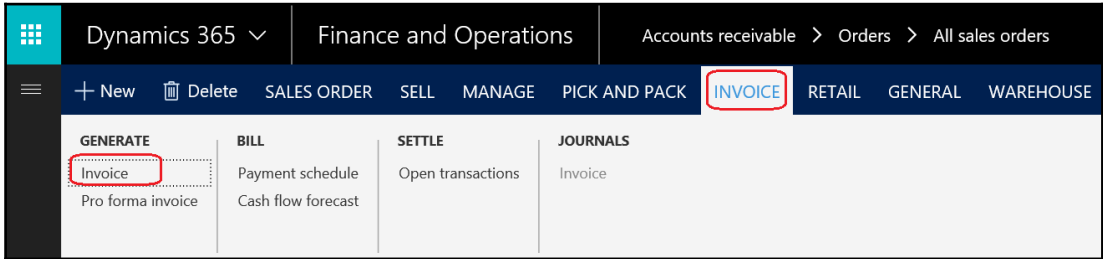 Dynamics 365 Finance and Operations Accounts receivable > Orders > All sales orders
+ New Delete SALES ORDER SELL MANAGE PICK AND PACK INVOICE RETAIL GENERAL WAREHOUSE
GENERATE BILL SETTLE JOURNALS
Invoice Payment schedule Open transactions Invoice
Pro forma invoice Cash flow forecast